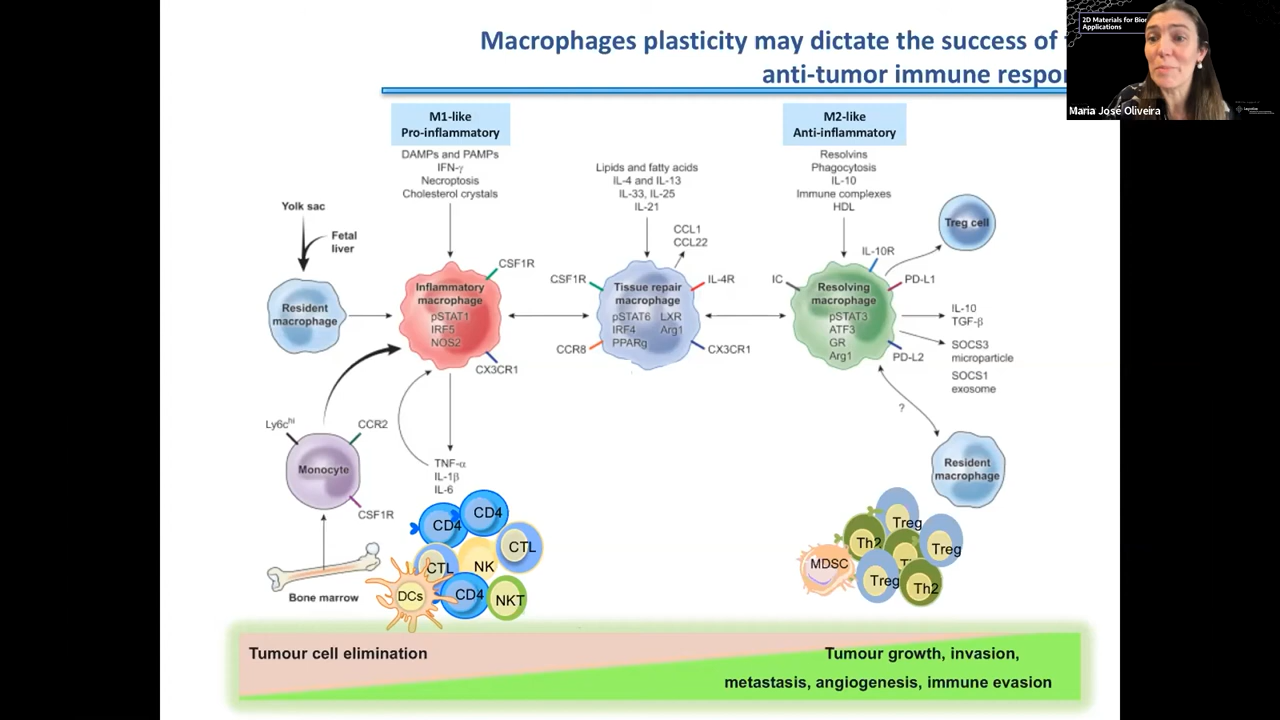 Macrophages plasticity may dictate the success of
anti-tumor immune respo
2D Materials for Bio
Applications
Maria José Oliveira
M1-like
Pro-inflammatory
M2-like
Anti-inflammatory
DAMPs and PAMPs
IFN-γ
Necroptosis
Cholesterol crystals
Lipids and fatty acids
IL-4 and IL-13
IL-33, IL-25
IL-21
Resolvins
Phagocytosis
IL-10
Immune complexes
HDL
Yolk sac
Fetal
liver
CCL1
CCL22
Treg cell
Resident
macrophage
CSF1R
Inflammatory
macrophage
pSTAT1
IRF5
NOS2
CX3CR1
CSF1R
IL-4R
Tissue repair
macrophage
pSTAT6 LXR
IRF4 Arg1
PPARg
CCR8
CX3CR1
IL-10R
IC
PD-L1
Resolving
macrophage
pSTAT3
ATF3
GR
Arg1
PD-L2
IL-10
TGF-β
SOCS3
microparticle
SOCS1
exosome
?
Resident
macrophage
Ly6c^hi
CCR2
Monocyte
CSF1R
Bone marrow
TNF-α
IL-1β
IL-6
CD4
CD4
CTL
CTL
NK
DCs
CD4
NKT
Treg
Th2
Treg
MDSC
Treg
Th2
Tumour cell elimination
Tumour growth, invasion,
metastasis, angiogenesis, immune evasion